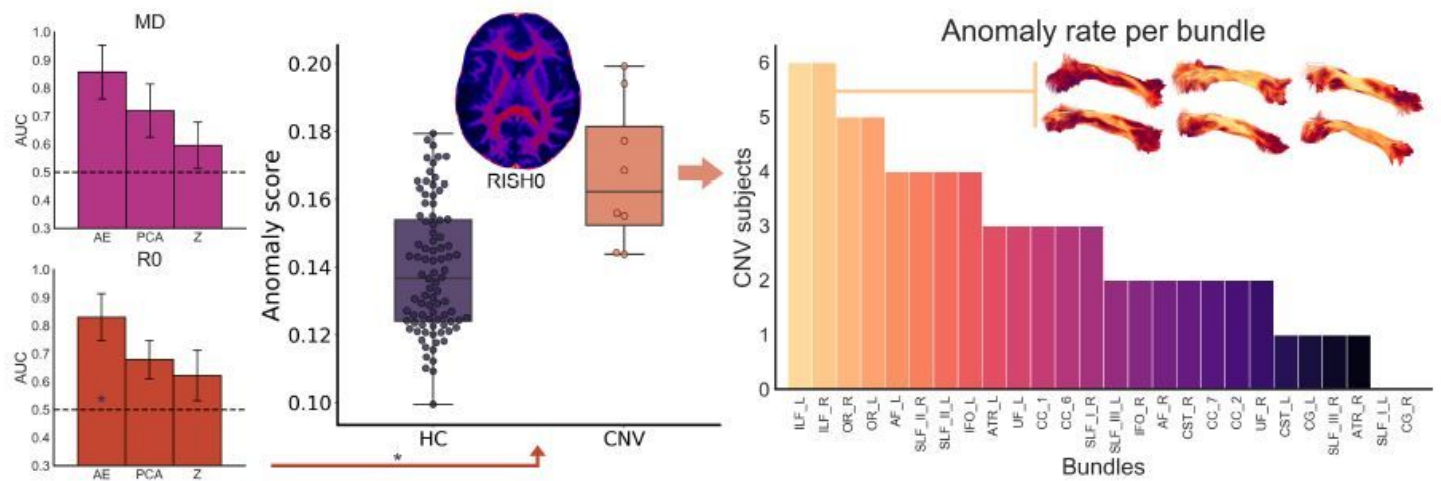 MD
AUC
1.0
0.9
0.8
0.7
0.6
0.5
0.4
0.3
AE PCA Z
R0
AUC
1.0
0.9
0.8
0.7
0.6
0.5
0.4
0.3
*
AE PCA Z
Anomaly score
0.20
0.18
0.16
0.14
0.12
0.10
RISH0
HC CNV
*
Anomaly rate per bundle
CNV subjects
6
5
4
3
2
1
0
ILF_L
ILF_R
OR_R
OR_L
AF_L
SLF_II_R
SLF_II_L
IFO_L
ATR_L
UF_L
CC_1
CC_6
SLF_I_R
SLF_III_L
IFO_R
AF_R
CST_R
CC_7
CC_2
UF_R
CST_L
CG_L
SLF_III_R
ATR_R
SLF_I_L
CG_R
Bundles